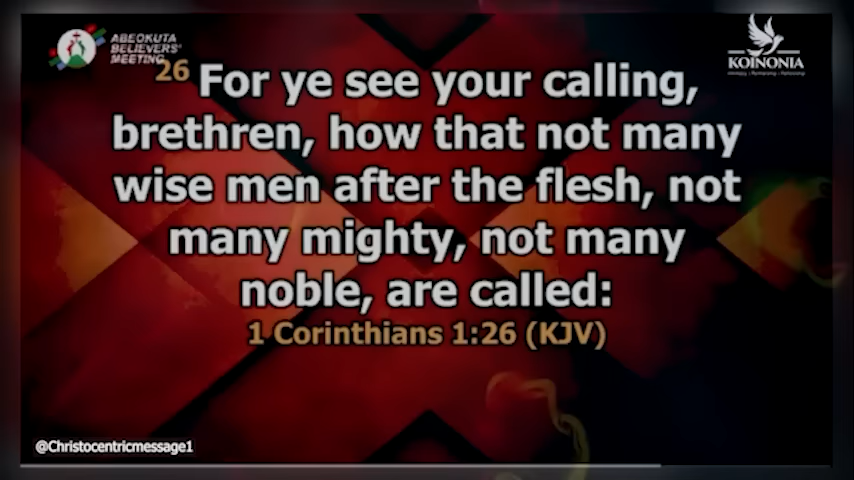 ABEOKUTA
BELIEVERS'
MEETING
KOINONIA
26 For ye see your calling,
brethren, how that not many
wise men after the flesh, not
many mighty, not many
noble, are called:
1 Corinthians 1:26 (KJV)
@Christocentricmessage1